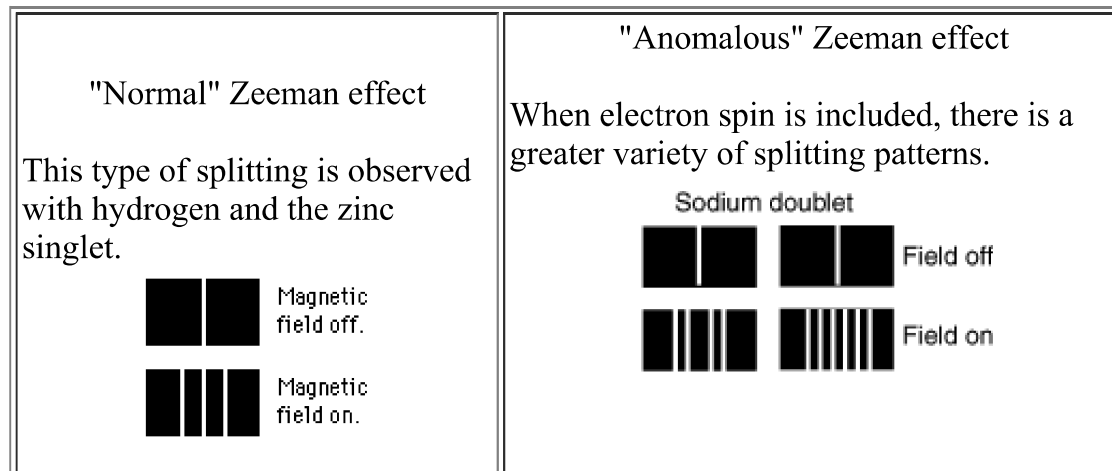 "Normal" Zeeman effect
This type of splitting is observed
with hydrogen and the zinc
singlet.
Magnetic
field off.
Magnetic
field on.
"Anomalous" Zeeman effect
When electron spin is included, there is a
greater variety of splitting patterns.
Sodium doublet
Field off
Field on